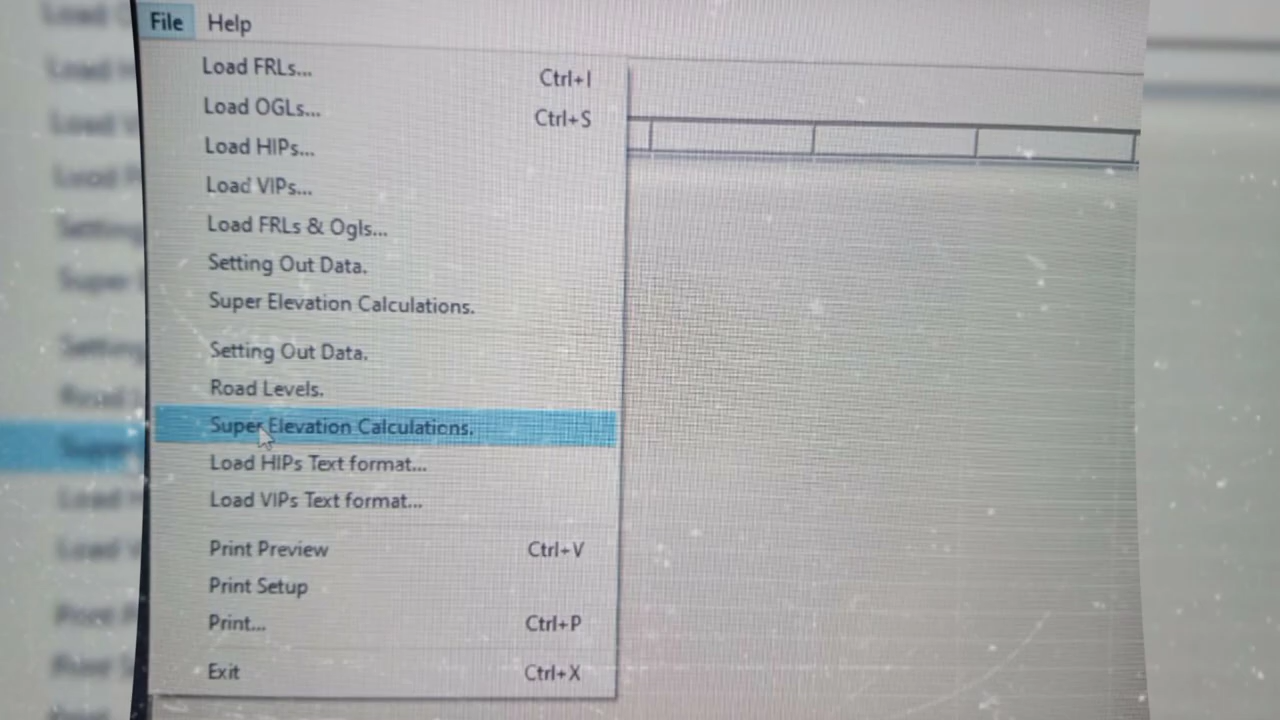 File Help
Load FRLs... Ctrl+I
Load OGLs... Ctrl+S
Load HIPs...
Load VIPs...
Load FRLs & Ogls...
Setting Out Data.
Super Elevation Calculations.
Setting Out Data.
Road Levels.
Super Elevation Calculations.
Load HIPs Text format...
Load VIPs Text format...
Print Preview Ctrl+V
Print Setup
Print... Ctrl+P
Exit Ctrl+X